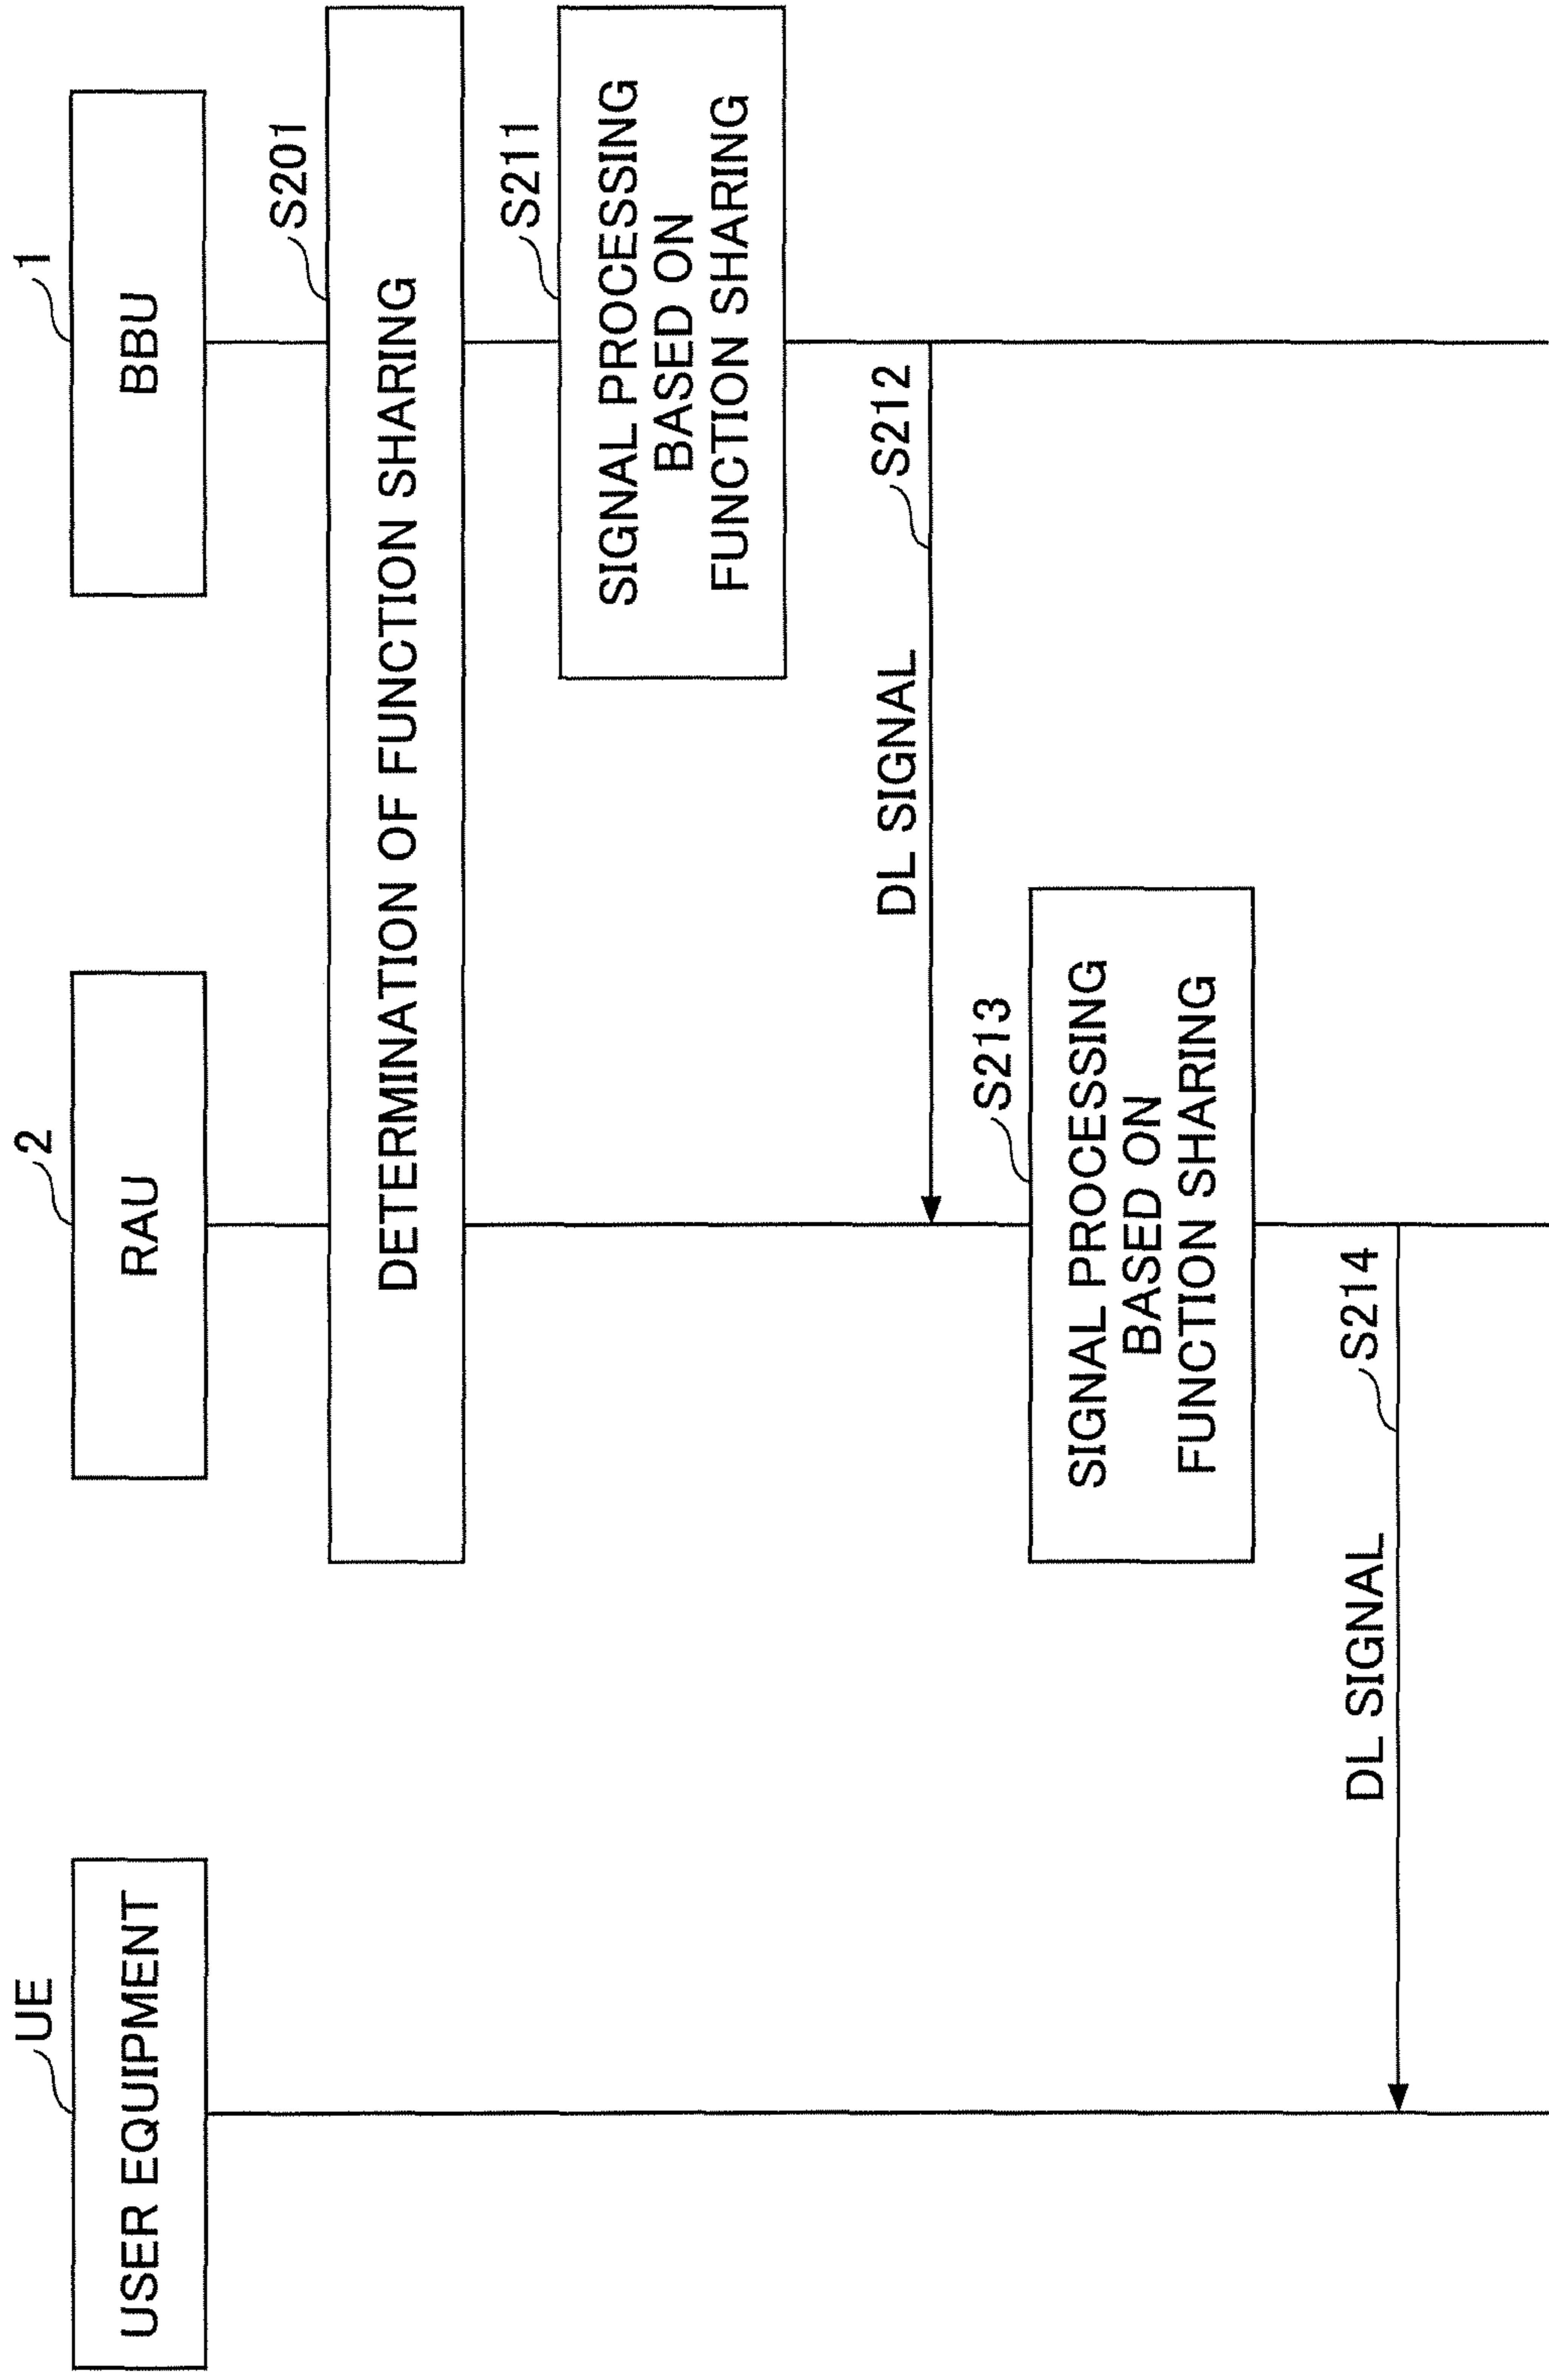 UE
USER EQUIPMENT
2
RAU
1
BBU
S201
DETERMINATION OF FUNCTION SHARING
S211
SIGNAL PROCESSING
BASED ON
FUNCTION SHARING
S212
DL SIGNAL
S213
SIGNAL PROCESSING
BASED ON
FUNCTION SHARING
S214
DL SIGNAL